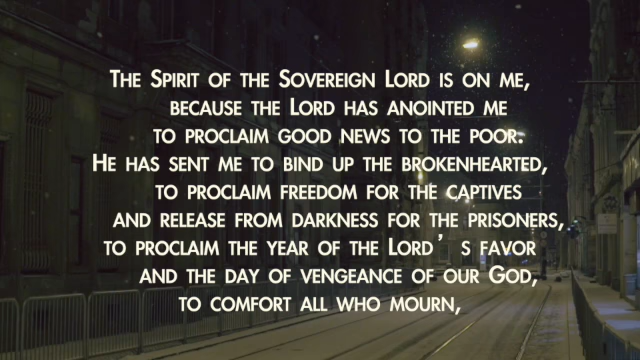 The Spirit of the Sovereign Lord is on me,
because the Lord has anointed me
to proclaim good news to the poor.
He has sent me to bind up the brokenhearted,
to proclaim freedom for the captives
and release from darkness for the prisoners,
to proclaim the year of the Lord’s favor
and the day of vengeance of our God,
to comfort all who mourn,